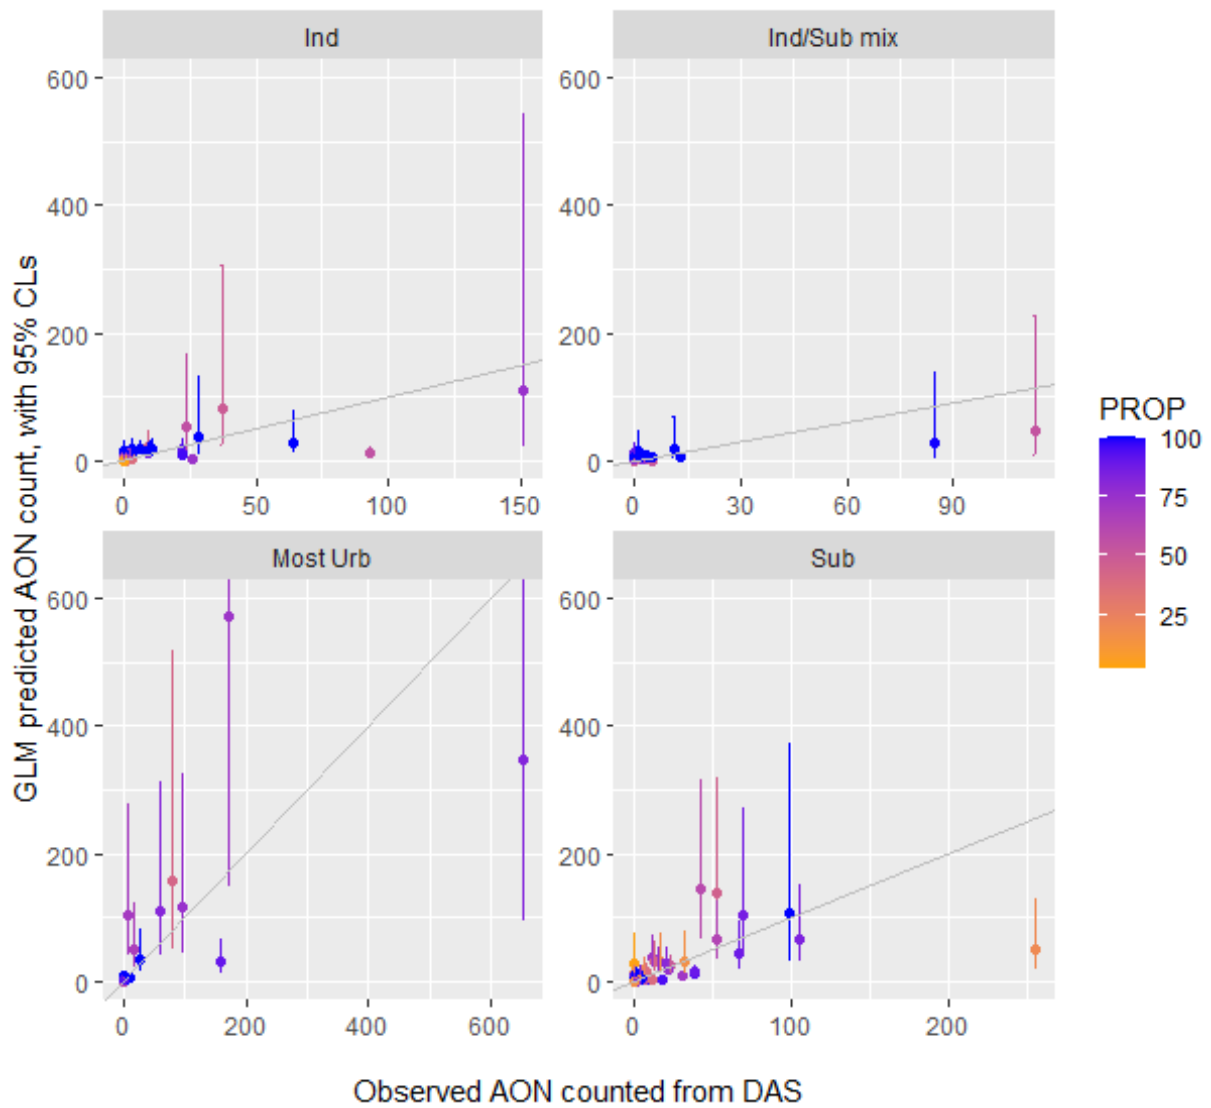 Ind
Ind/Sub mix
600
400
200
0
600
400
200
0
0 50 100 150
0 30 60 90
Most Urb
Sub
600
400
200
0
600
400
200
0
0 200 400 600
0 100 200
GLM predicted AON count, with 95% CLs
Observed AON counted from DAS
PROP
100
75
50
25